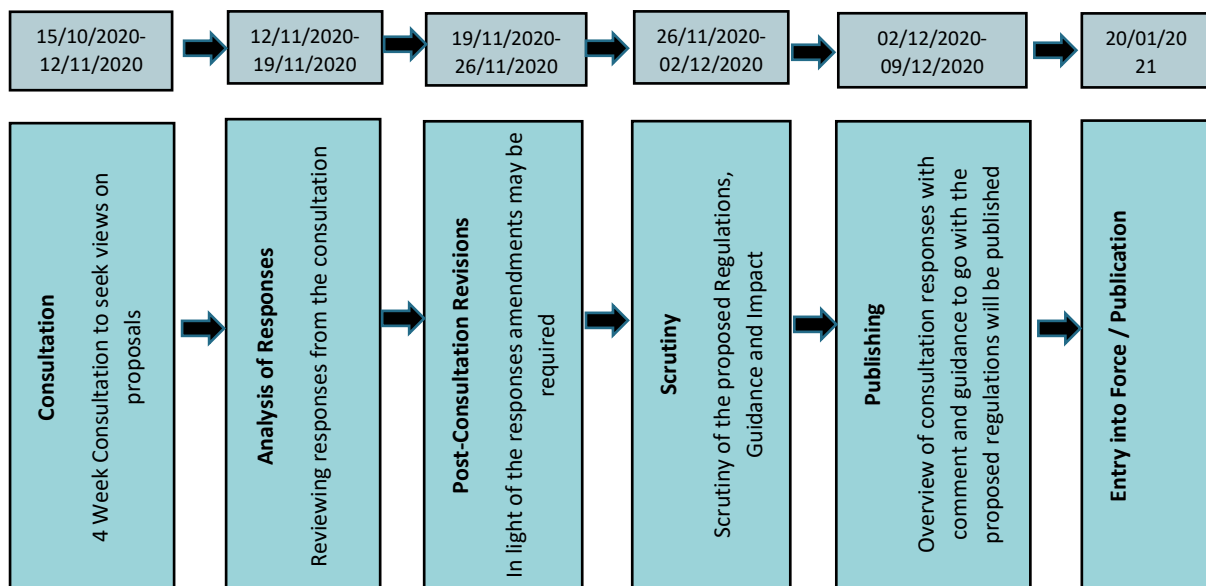 15/10/2020-
12/11/2020
12/11/2020-
19/11/2020
19/11/2020-
26/11/2020
26/11/2020-
02/12/2020
02/12/2020-
09/12/2020
20/01/20
21
Consultation
4 Week Consultation to seek views on
proposals
Analysis of Responses
Reviewing responses from the consultation
Post-Consultation Revisions
In light of the responses amendments may be
required
Scrutiny
Scrutiny of the proposed Regulations,
Guidance and Impact
Publishing
Overview of consultation responses with
comment and guidance to go with the
proposed regulations will be published
Entry into Force / Publication